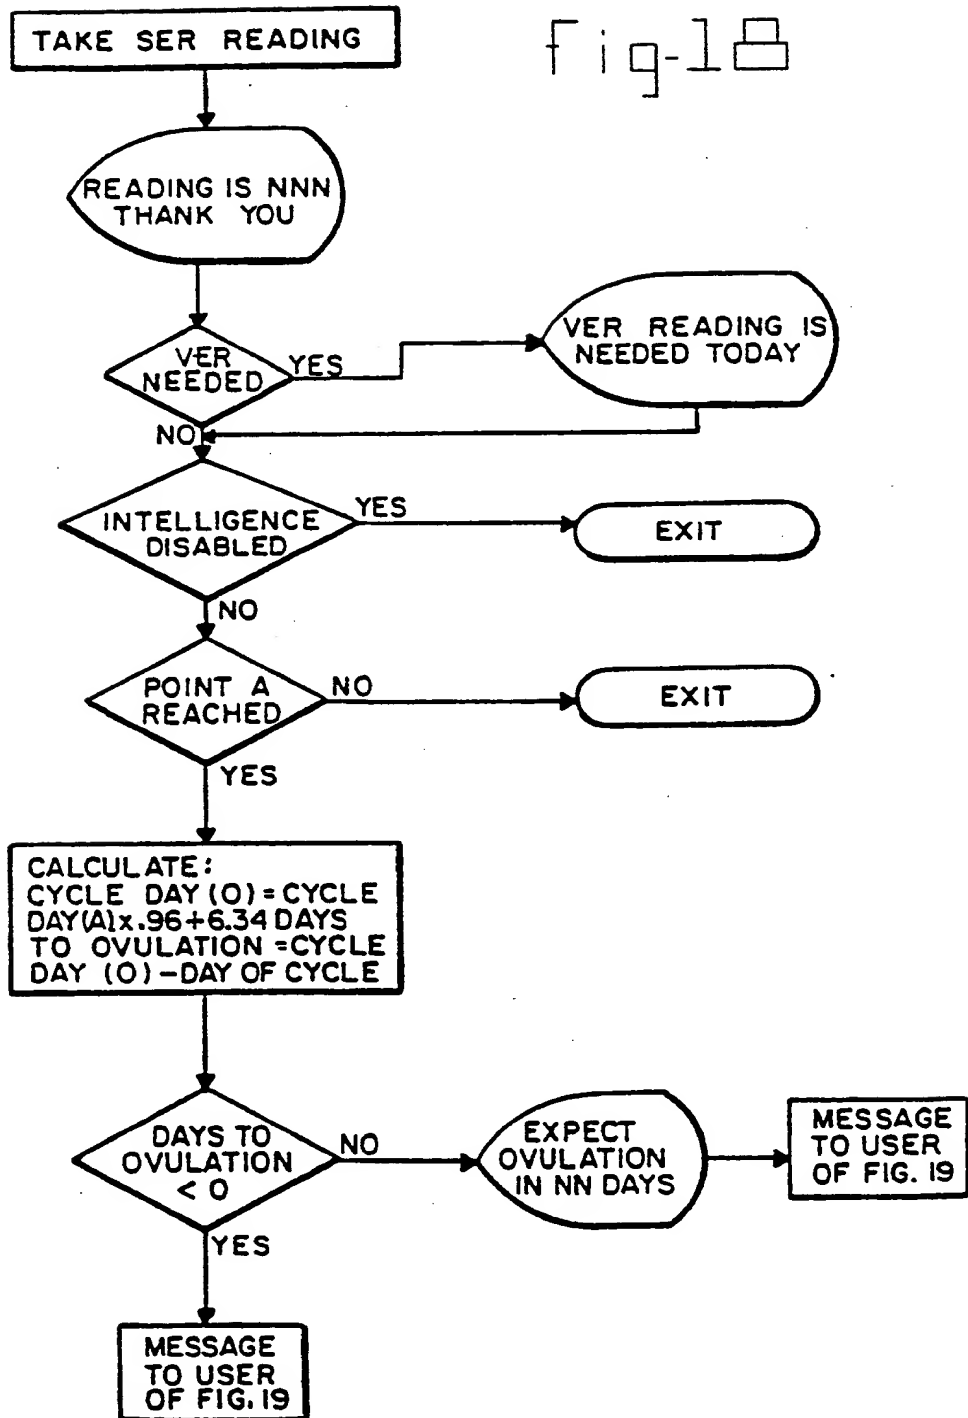 Fig-18
TAKE SER READING
READING IS NNN
THANK YOU
VER
NEEDED
YES
VER READING IS
NEEDED TODAY
NO
INTELLIGENCE
DISABLED
YES
EXIT
NO
POINT A
REACHED
NO
EXIT
YES
CALCULATE:
CYCLE DAY (O) = CYCLE
DAY(A)x.96+6.34 DAYS
TO OVULATION = CYCLE
DAY (O) - DAY OF CYCLE
DAYS TO
OVULATION
< 0
NO
EXPECT
OVULATION
IN NN DAYS
MESSAGE
TO USER
OF FIG. 19
YES
MESSAGE
TO USER
OF FIG. 19